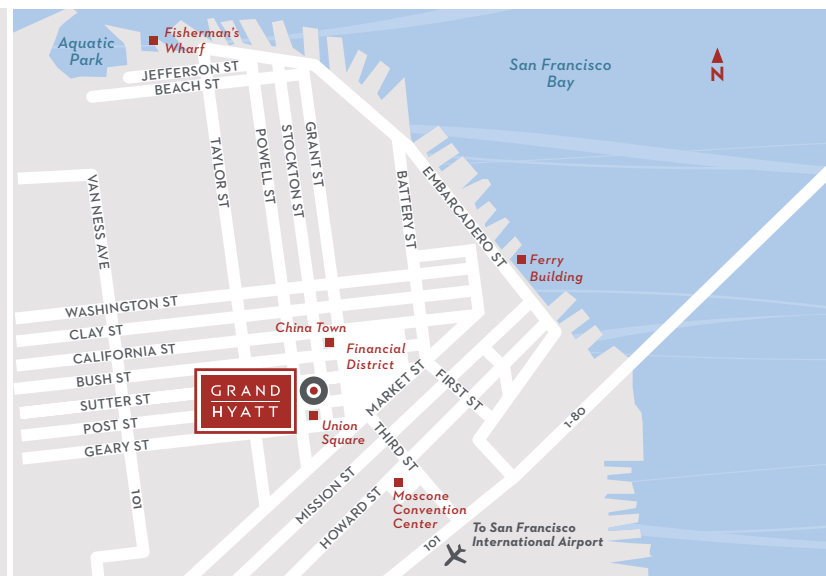 Fisherman's
Wharf
Aquatic
Park
JEFFERSON ST
BEACH ST
San Francisco
Bay
N
TAYLOR ST
POWELL ST
STOCKTON ST
GRANT ST
BATTERY ST
EMBARCADERO ST
VAN NESS AVE
Ferry
Building
WASHINGTON ST
CLAY ST
CALIFORNIA ST
BUSH ST
SUTTER ST
POST ST
GEARY ST
China Town
Financial
District
GRAND
HYATT
Union
Square
MARKET ST
FIRST ST
THIRD ST
MISSION ST
HOWARD ST
Moscone
Convention
Center
I-80
101
101
To San Francisco
International Airport